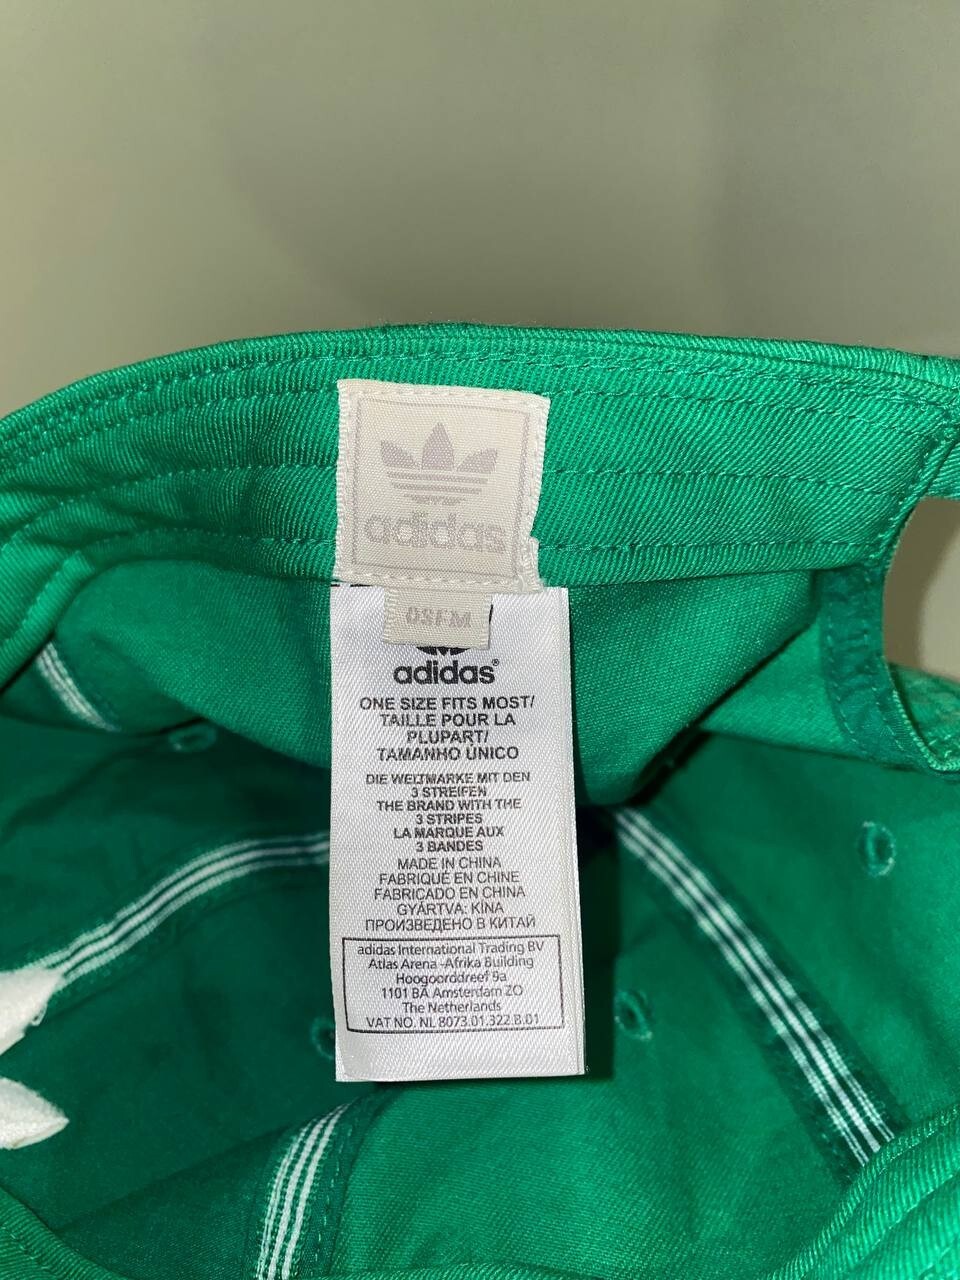 adidas
OSFM
adidas®
ONE SIZE FITS MOST/
TAILLE POUR LA
PLUPART/
TAMANHO ÚNICO
DIE WELTMARKE MIT DEN
3 STREIFEN
THE BRAND WITH THE
3 STRIPES
LA MARQUE AUX
3 BANDES
MADE IN CHINA
FABRIQUÉ EN CHINE
FABRICADO EN CHINA
GYÁRTVA: KÍNA
ПРОИЗВЕДЕНО В КИТАЙ
adidas International Trading BV
Atlas Arena -Afrika Building
Hoogoorddreef 9a
1101 BA Amsterdam ZO
The Netherlands
VAT NO. NL 8073.01.322.B.01